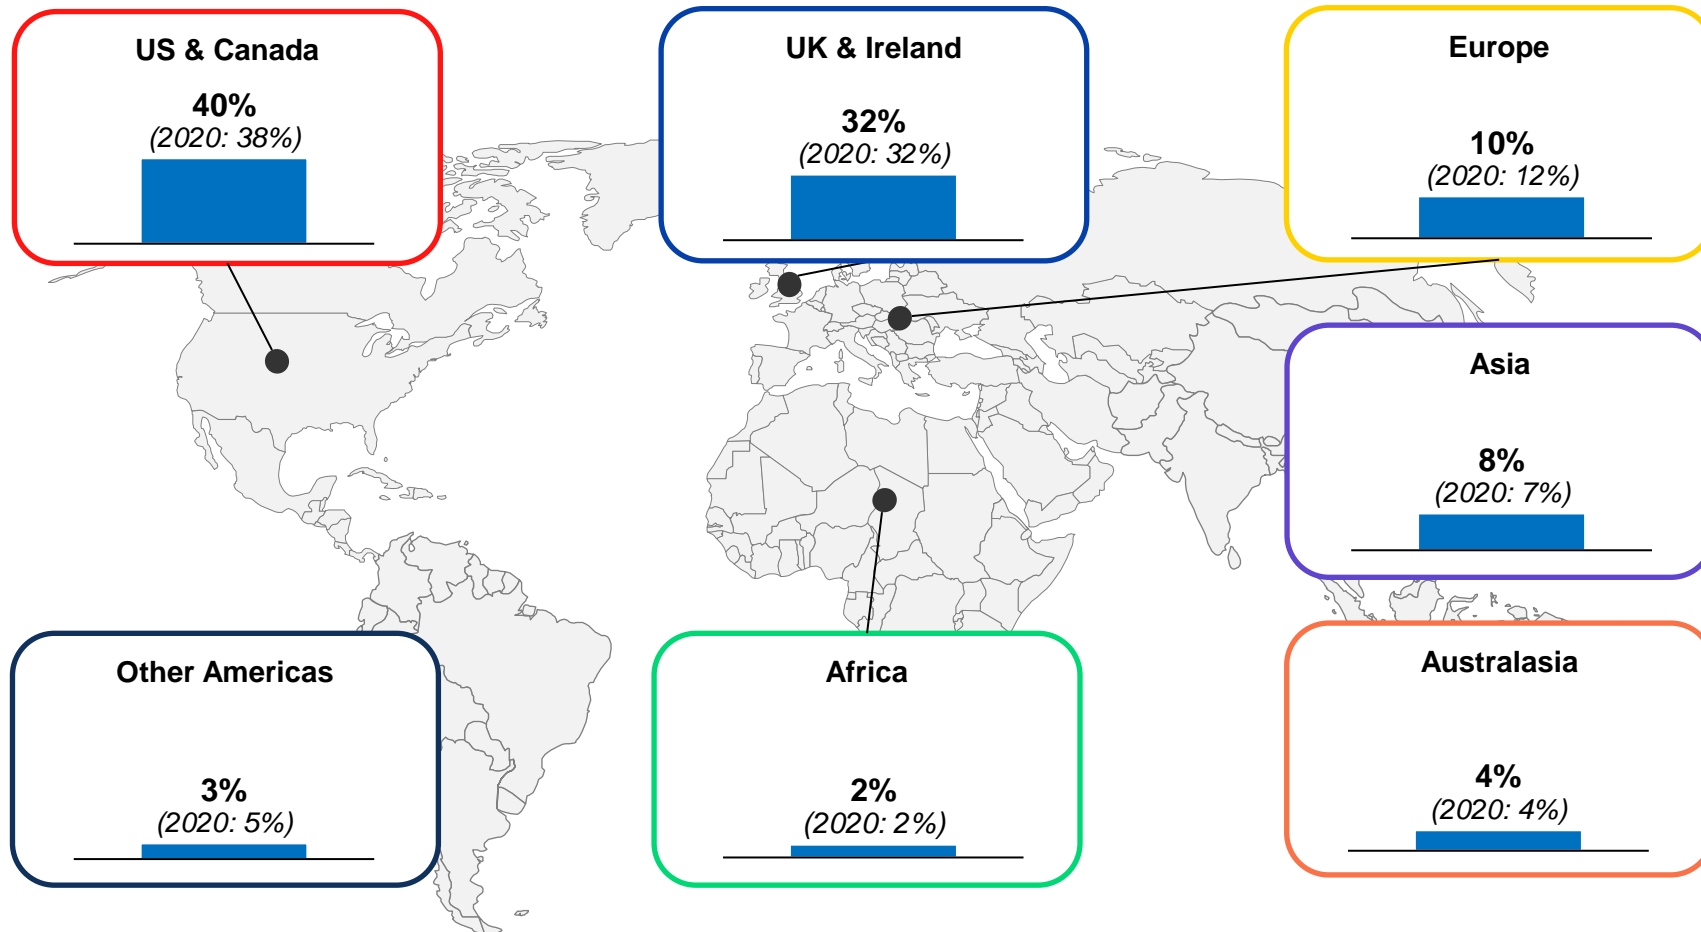 US & Canada
40%
(2020: 38%)
UK & Ireland
32%
(2020: 32%)
Europe
10%
(2020: 12%)
Asia
8%
(2020: 7%)
Other Americas
3%
(2020: 5%)
Africa
2%
(2020: 2%)
Australasia
4%
(2020: 4%)